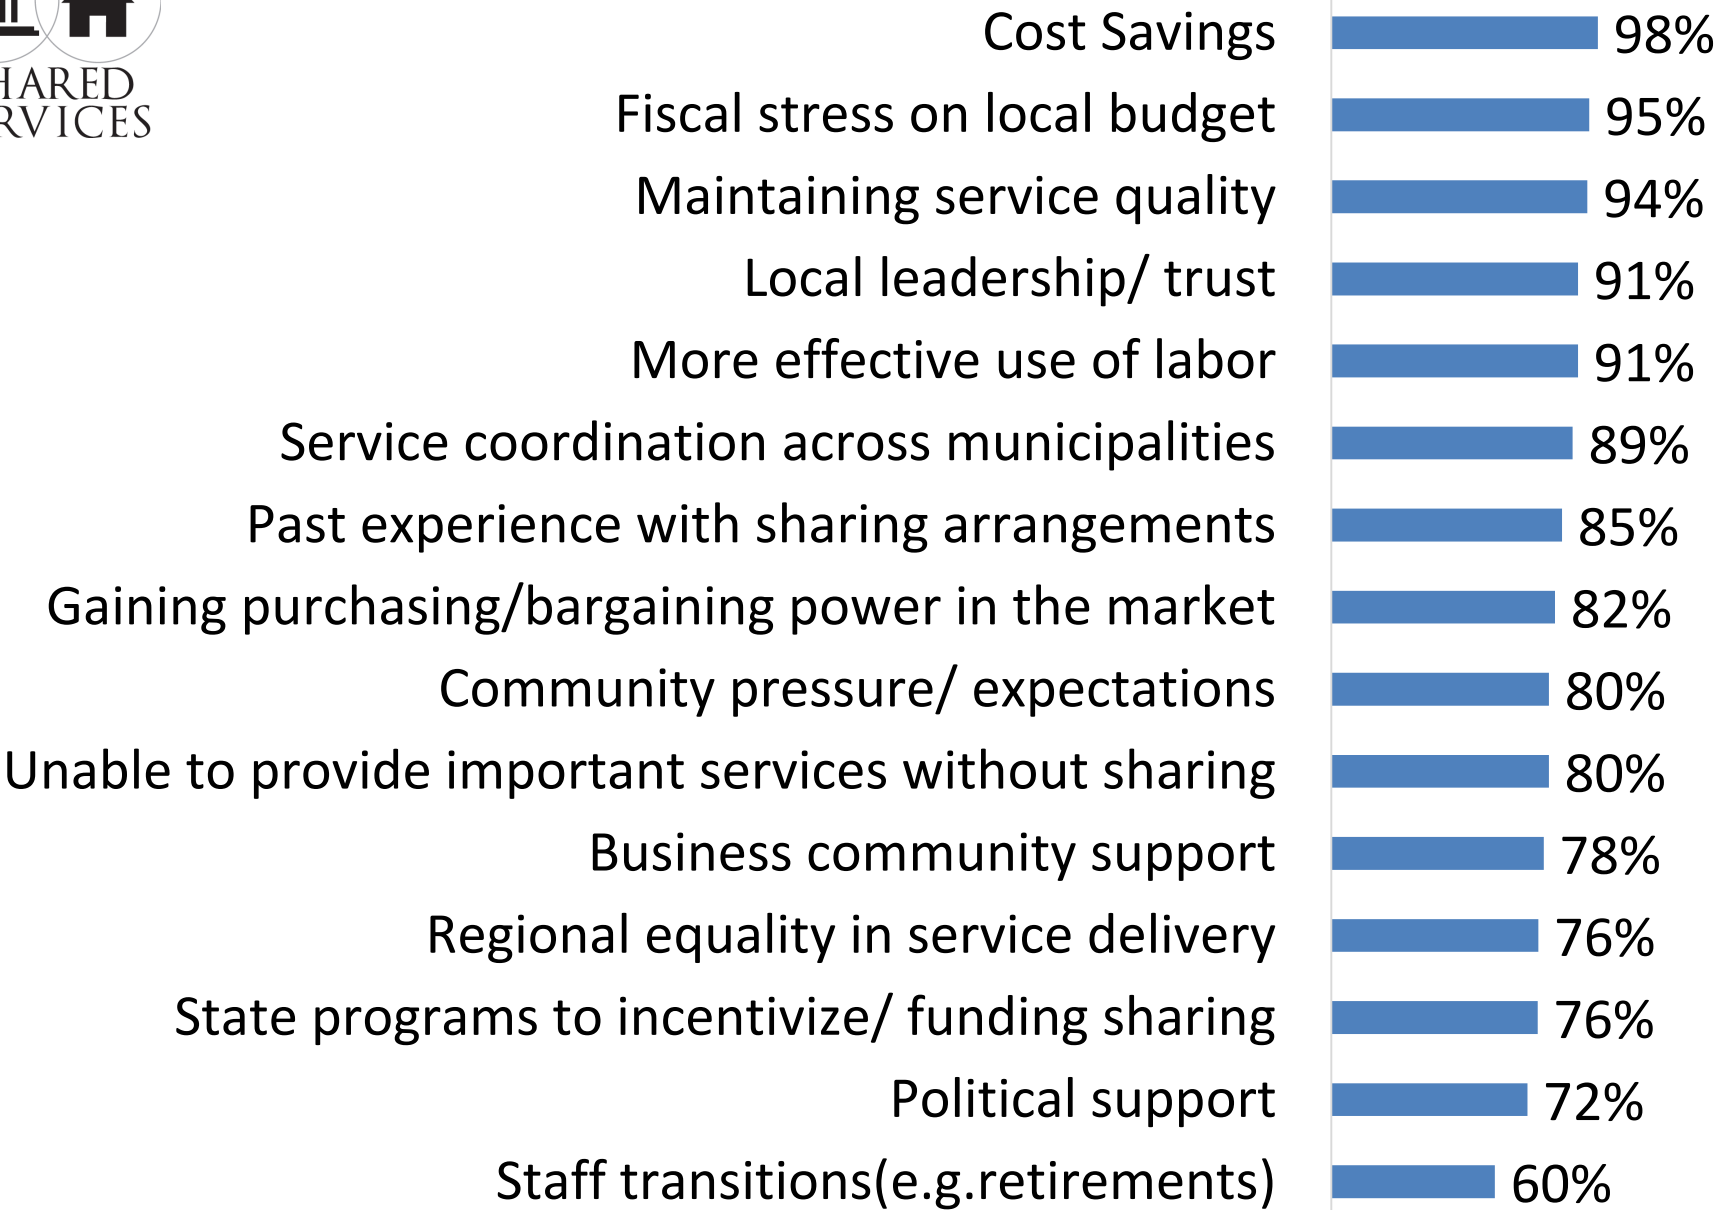 HARED
RVICES
Cost Savings 98%
Fiscal stress on local budget 95%
Maintaining service quality 94%
Local leadership/ trust 91%
More effective use of labor 91%
Service coordination across municipalities 89%
Past experience with sharing arrangements 85%
Gaining purchasing/bargaining power in the market 82%
Community pressure/ expectations 80%
Unable to provide important services without sharing 80%
Business community support 78%
Regional equality in service delivery 76%
State programs to incentivize/ funding sharing 76%
Political support 72%
Staff transitions(e.g.retirements) 60%